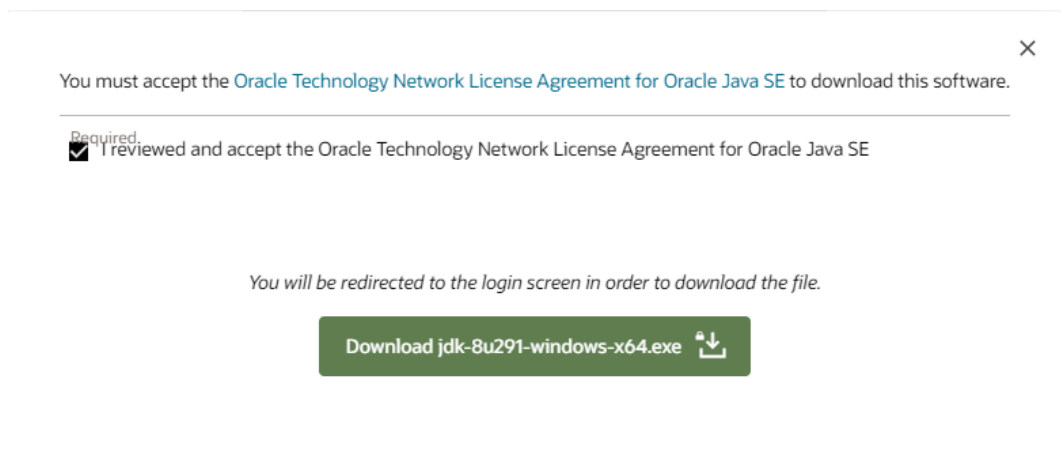 You must accept the Oracle Technology Network License Agreement for Oracle Java SE to download this software.
Required
I reviewed and accept the Oracle Technology Network License Agreement for Oracle Java SE
You will be redirected to the login screen in order to download the file.
Download jdk-8u291-windows-x64.exe